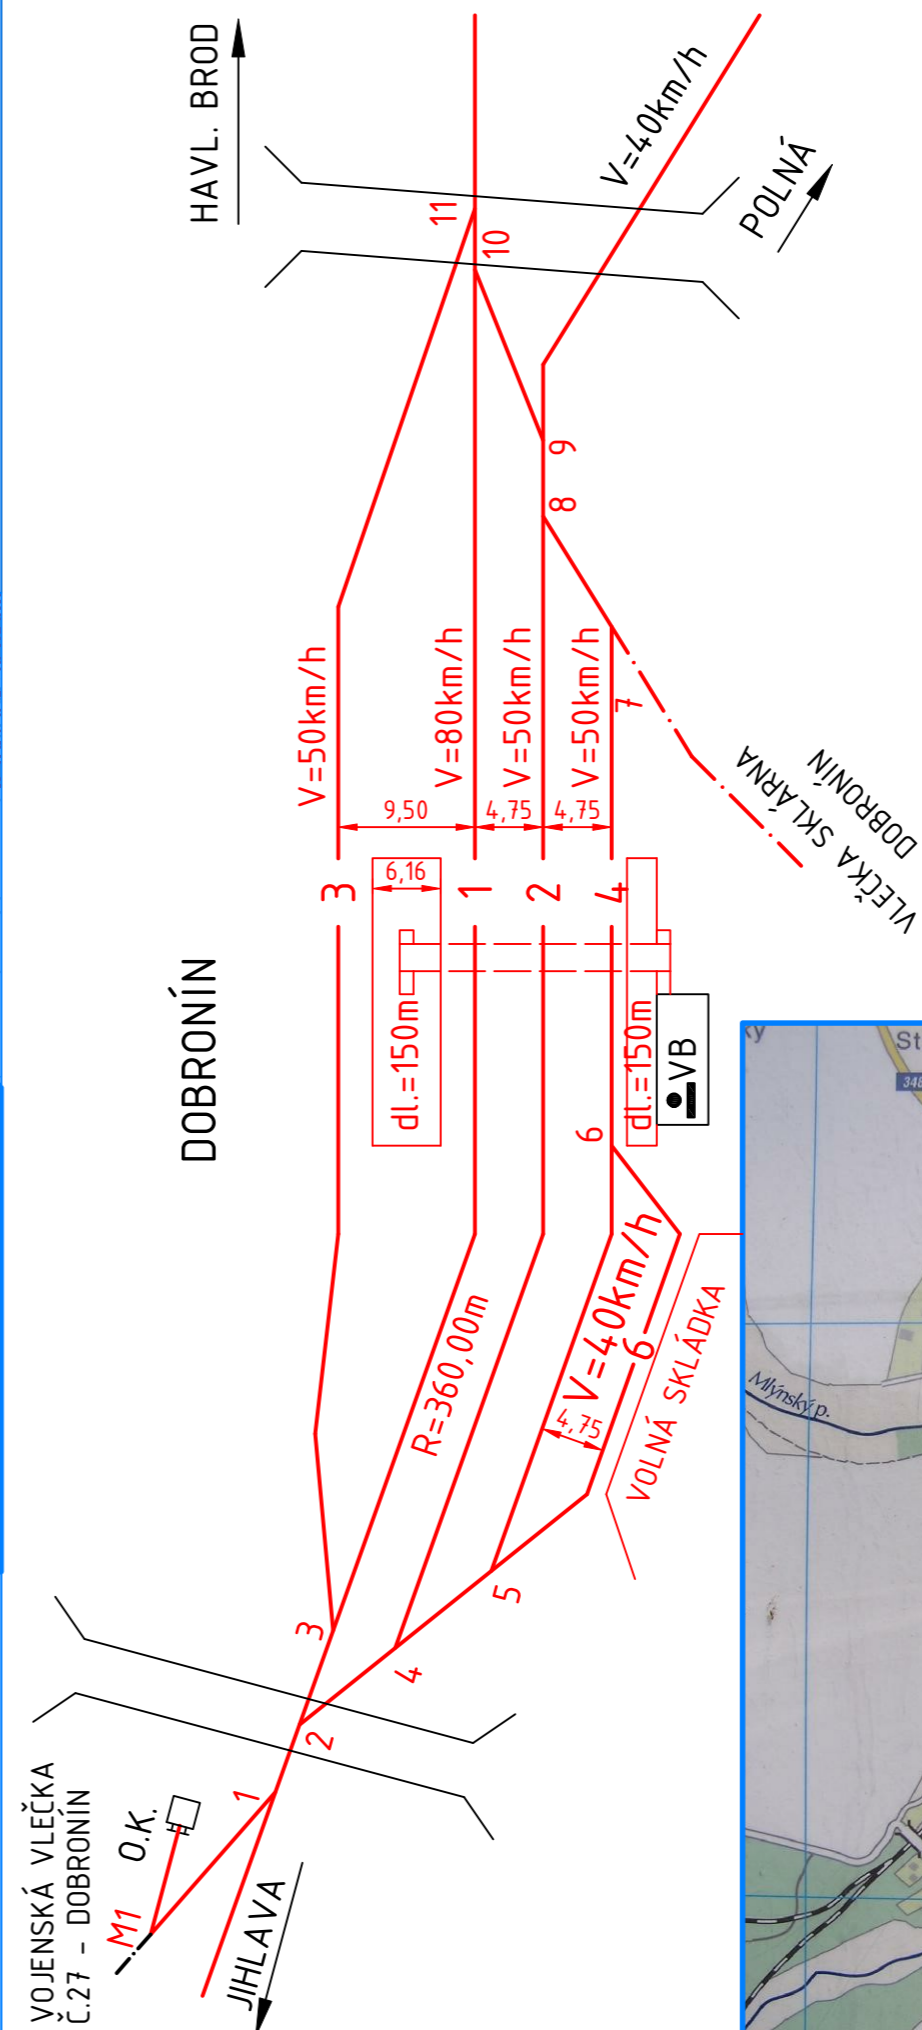 HAVL. BROD
V=40km/h
POLNÁ
11
10
9
8
7
V=50km/h
V=80km/h
V=50km/h
V=50km/h
9,50
4,75
4,75
VLEČKA SKLÁRNA
DOBRONÍN
DOBRONÍN
3
1
2
4
6,16
dl.=150m
dl.=150m
VB
6
V=40km/h
6
4,75
VOLNÁ SKLÁDKA
R=360,00m
5
4
3
2
1
VOJENSKÁ VLEČKA
Č.27 - DOBRONÍN
O.K.
M1
JIHLAVA
348
Mlýnský p.